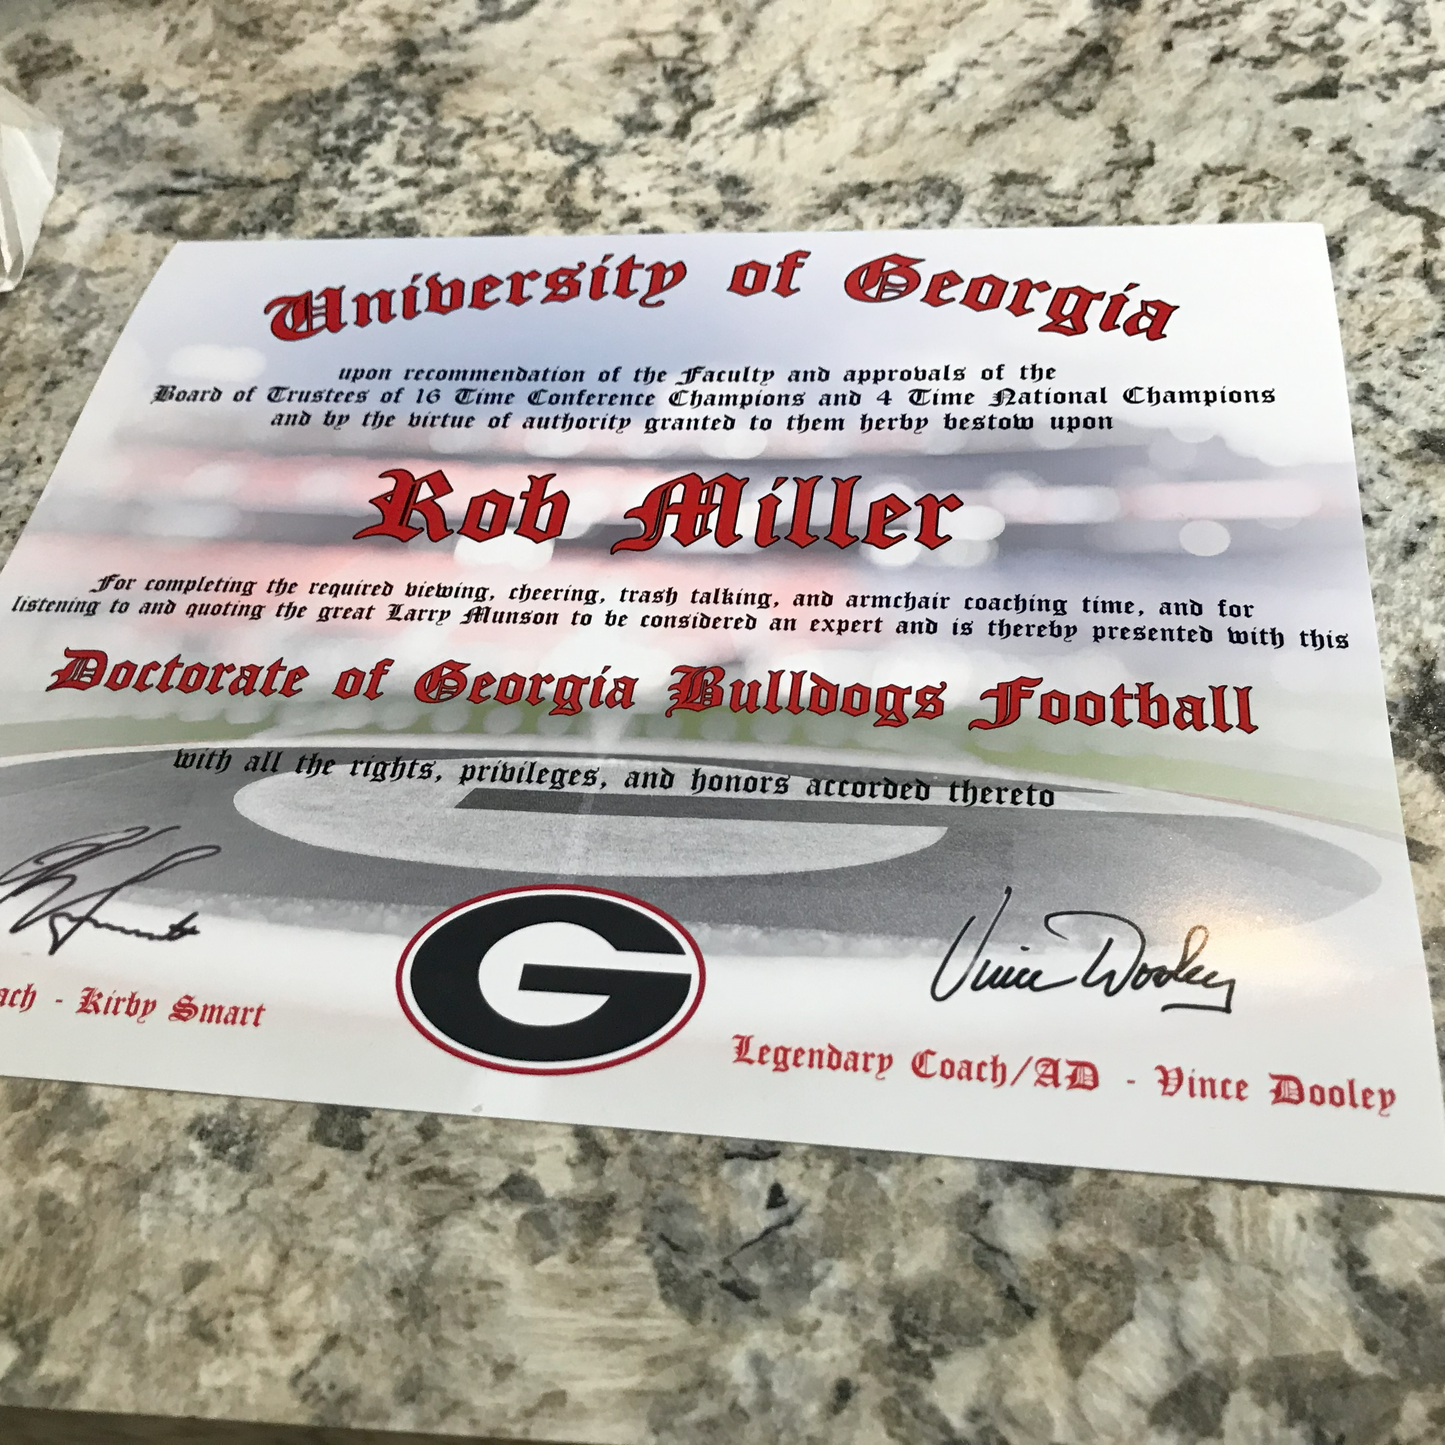 University of Georgia
upon recommendation of the Faculty and approvals of the
Board of Trustees of 16 Time Conference Champions and 4 Time National Champions
and by the virtue of authority granted to them herby bestow upon
Rob Miller
For completing the required viewing, cheering, trash talking, and armchair coaching time, and for
listening to and quoting the great Larry Munson to be considered an expert and is thereby presented with this
Doctorate of Georgia Bulldogs Football
with all the rights, privileges, and honors accorded thereto
Vince Dooley
G
ach - Kirby Smart
Legendary Coach/AD - Vince Dooley